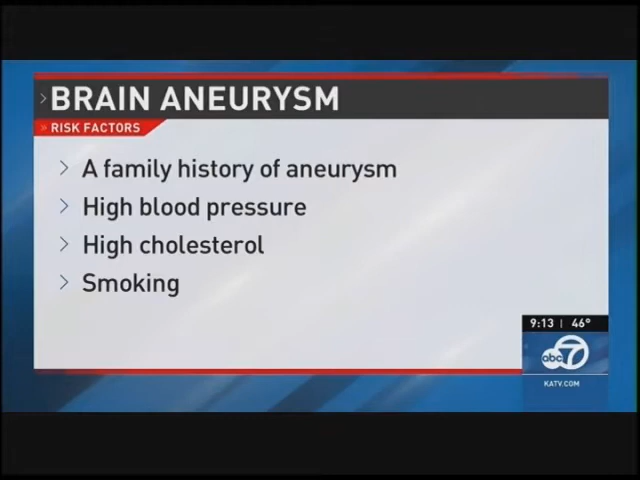 BRAIN ANEURYSM
RISK FACTORS
A family history of aneurysm
High blood pressure
High cholesterol
Smoking
9:13 | 46°
abc 7
KATV.COM